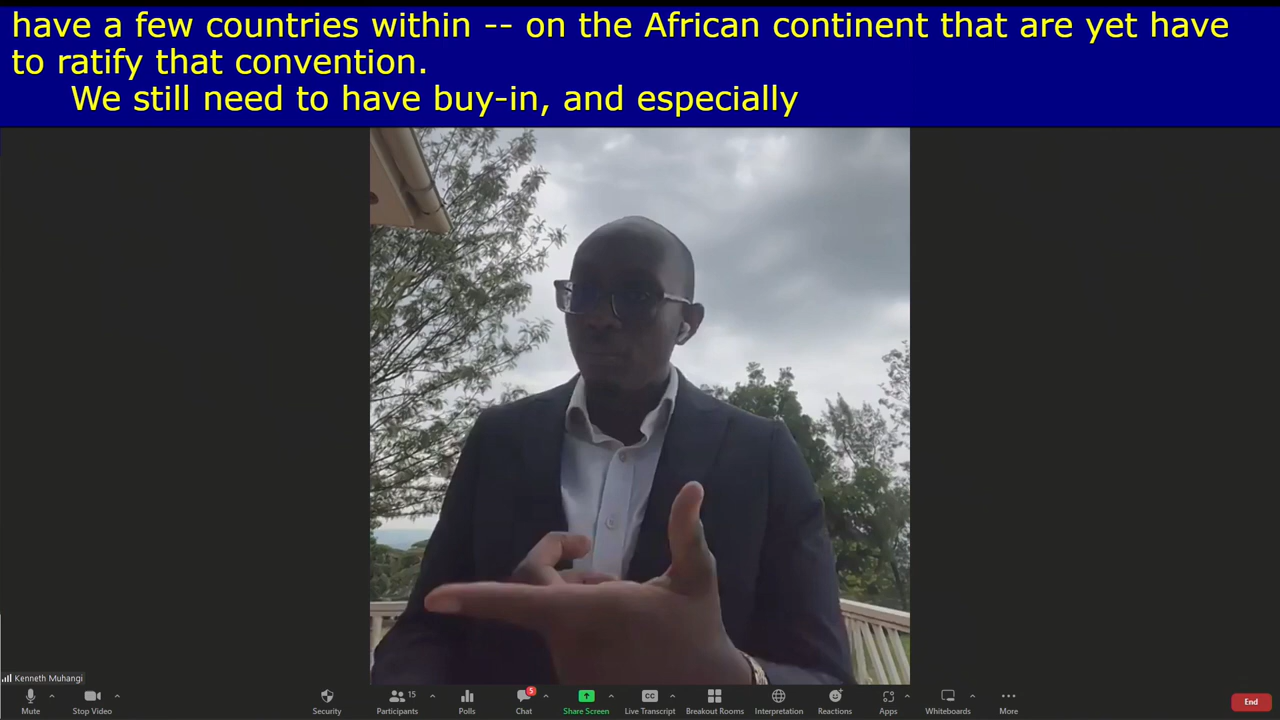 have a few countries within -- on the African continent that are yet have
to ratify that convention.
We still need to have buy-in, and especially
Kenneth Muhangi
Mute
Stop Video
Security
15
Participants
Polls
5
Chat
Share Screen
CC
Live Transcript
Breakout Rooms
Interpretation
Reactions
Apps
Whiteboards
More
End